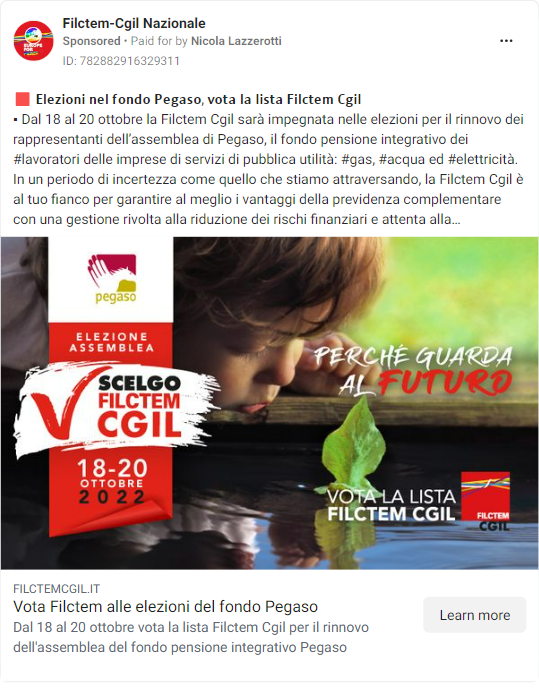 Filctem-Cgil Nazionale
Sponsored • Paid for by Nicola Lazzerotti
ID: 782882916329311
🟥 Elezioni nel fondo Pegaso, vota la lista Filctem Cgil
▪ Dal 18 al 20 ottobre la Filctem Cgil sarà impegnata nelle elezioni per il rinnovo dei
rappresentanti dell'assemblea di Pegaso, il fondo pensione integrativo dei
#lavoratori delle imprese di servizi di pubblica utilità: #gas, #acqua ed #elettricità.
In un periodo di incertezza come quello che stiamo attraversando, la Filctem Cgil è
al tuo fianco per garantire al meglio i vantaggi della previdenza complementare
con una gestione rivolta alla riduzione dei rischi finanziari e attenta alla...
pegaso
ELEZIONE
ASSEMBLEA
SCELGO
FILCTEM
CGIL
18-20
OTTOBRE
2022
PERCHÉ GUARDA
AL FUTURO
VOTA LA LISTA
FILCTEM CGIL
FILCTEM
CGIL
FILCTEMCGIL.IT
Vota Filctem alle elezioni del fondo Pegaso
Dal 18 al 20 ottobre vota la lista Filctem Cgil per il rinnovo
dell'assemblea del fondo pensione integrativo Pegaso
Learn more